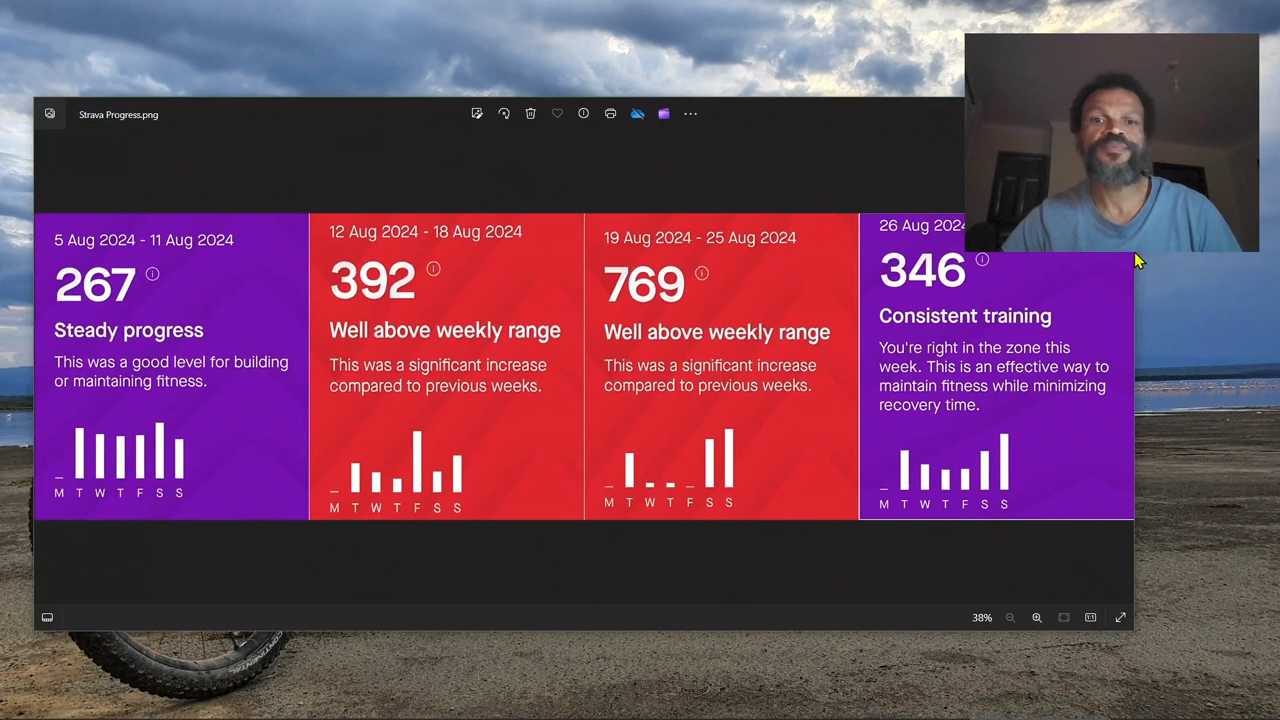 Strava Progress.png
5 Aug 2024 - 11 Aug 2024
267
Steady progress
This was a good level for building
or maintaining fitness.
M T W T F S S
12 Aug 2024 - 18 Aug 2024
392
Well above weekly range
This was a significant increase
compared to previous weeks.
M T W T F S S
19 Aug 2024 - 25 Aug 2024
769
Well above weekly range
This was a significant increase
compared to previous weeks.
M T W T F S S
26 Aug 2024
346
Consistent training
You're right in the zone this
week. This is an effective way to
maintain fitness while minimizing
recovery time.
M T W T F S S
38%
1:1
CONTINENTAL